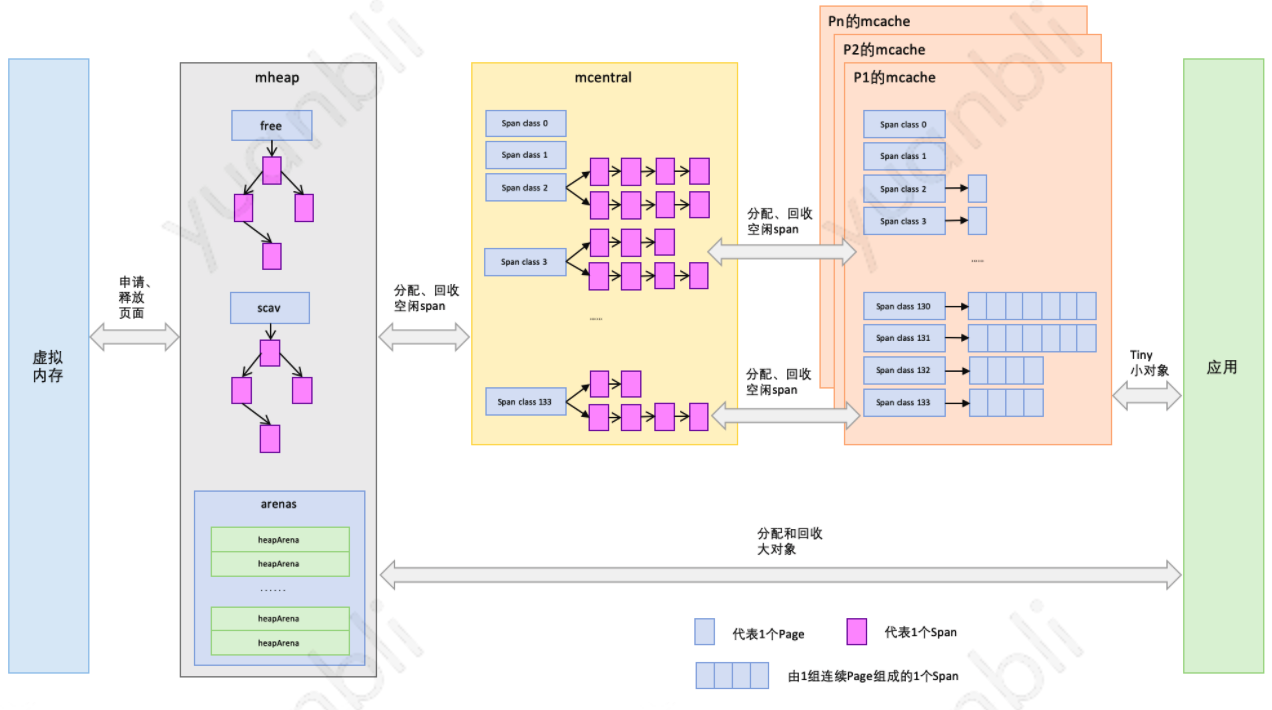 虚拟
内存
申请、
释放
页面
mheap
free
scav
arenas
heapArena
heapArena
······
heapArena
heapArena
分配、回收
空闲span
mcentral
Span class 0
Span class 1
Span class 2
Span class 3
......
Span class 133
分配、回收
空闲span
分配、回收
空闲span
Pn的mcache
P2的mcache
P1的mcache
Span class 0
Span class 1
Span class 2
Span class 3
......
Span class 130
Span class 131
Span class 132
Span class 133
Tiny
小对象
应用
分配和回收
大对象
代表1个Page
代表1个Span
由1组连续Page组成的1个Span
yuanbli
yuanbli
yuanbli
yuanbli